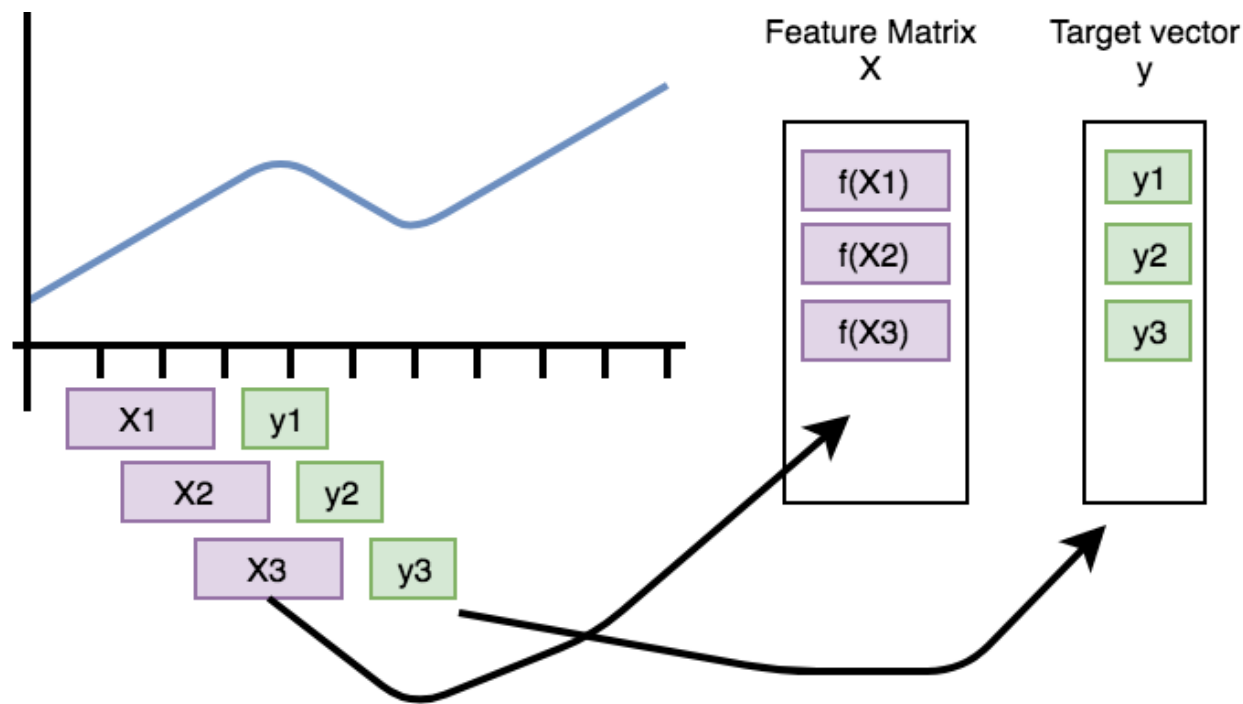 Feature Matrix
X
Target vector
y
f(X1)
y1
f(X2)
y2
f(X3)
y3
X1
y1
X2
y2
X3
y3